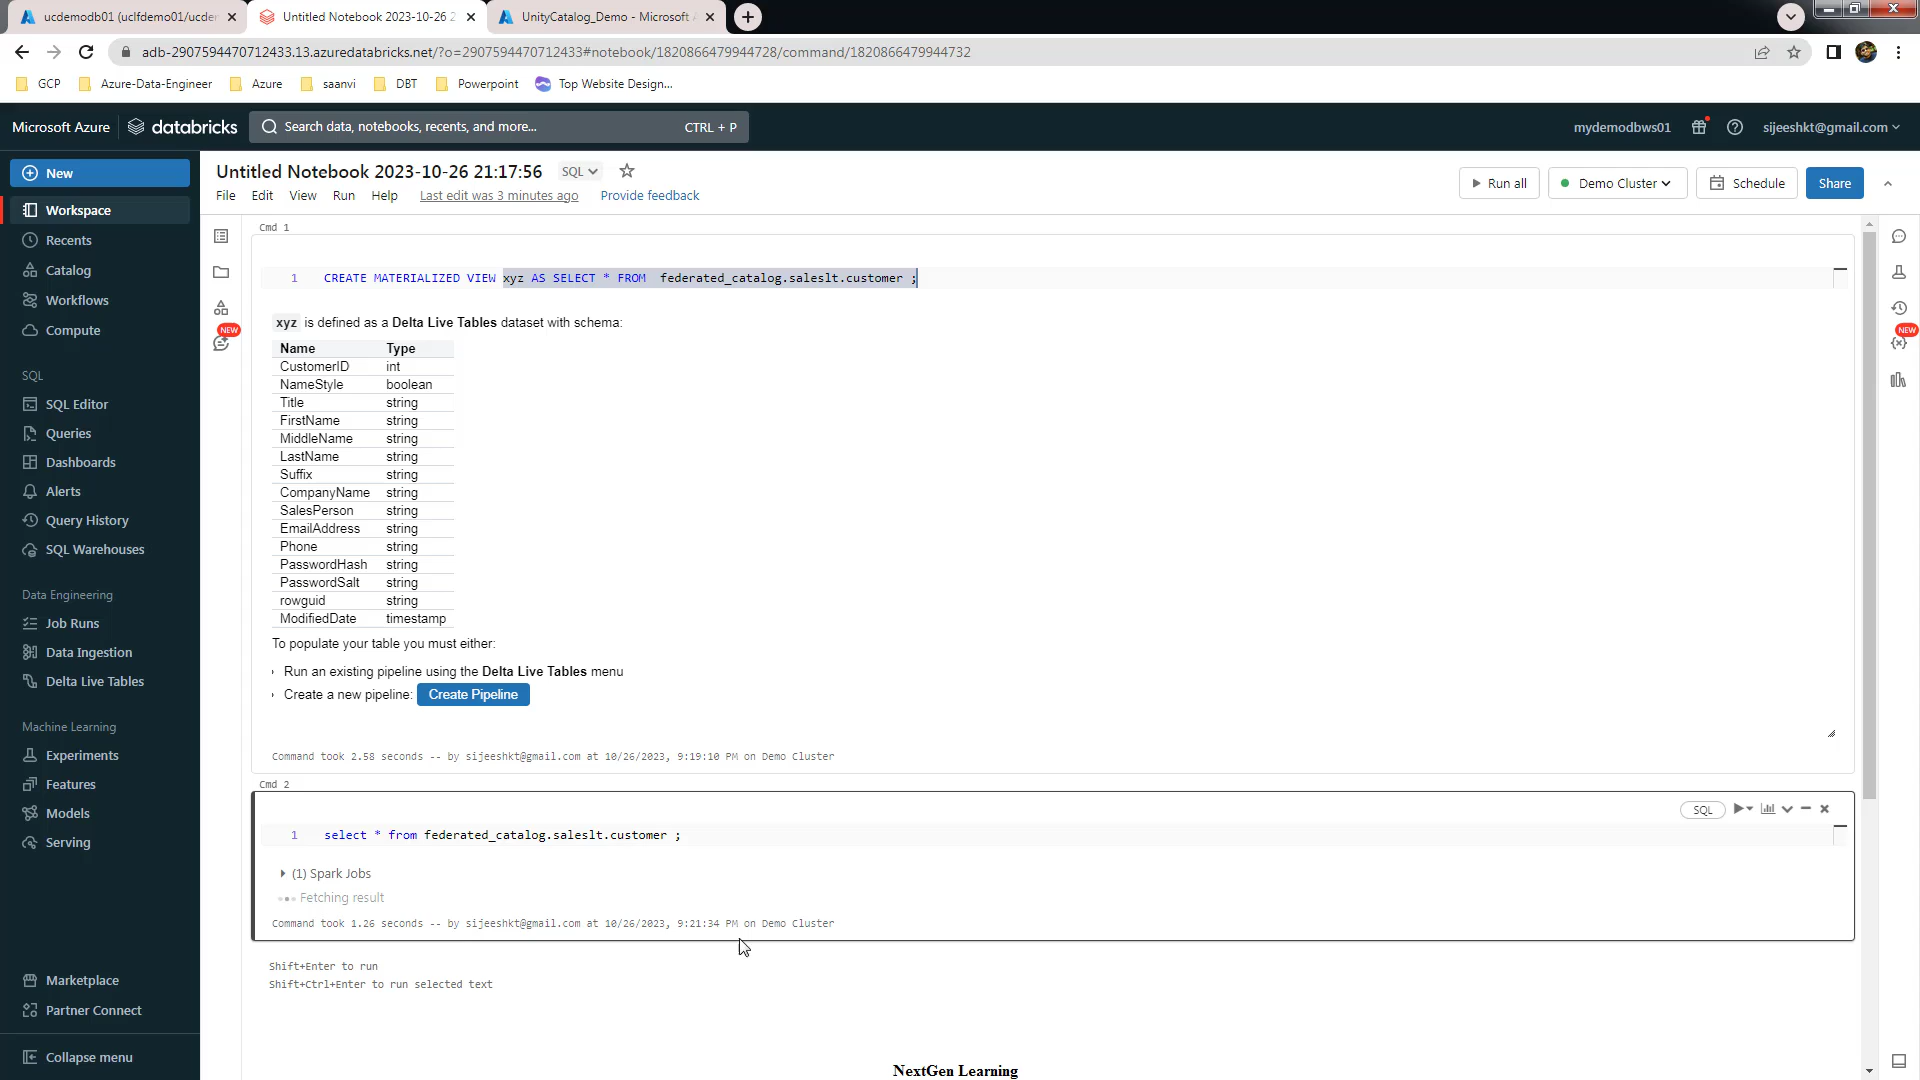 ucdemodb01 (uclfdemo01/ucder
Untitled Notebook 2023-10-26 2
UnityCatalog_Demo - Microsoft A
adb-2907594470712433.13.azuredatabricks.net/?o=2907594470712433#notebook/1820866479944728/command/1820866479944732
GCP Azure-Data-Engineer Azure saanvi DBT Powerpoint Top Website Design...
Microsoft Azure databricks Search data, notebooks, recents, and more... CTRL + P mydemodbws01 sijeeshkt@gmail.com
New
Workspace
Recents
Catalog
Workflows
Compute
SQL
SQL Editor
Queries
Dashboards
Alerts
Query History
SQL Warehouses
Data Engineering
Job Runs
Data Ingestion
Delta Live Tables
Machine Learning
Experiments
Features
Models
Serving
Marketplace
Partner Connect
Collapse menu
Untitled Notebook 2023-10-26 21:17:56 SQL
File Edit View Run Help Last edit was 3 minutes ago Provide feedback
Run all Demo Cluster Schedule Share
NEW
NEW
Cmd 1
1 CREATE MATERIALIZED VIEW xyz AS SELECT * FROM federated_catalog.saleslt.customer ;
xyz is defined as a Delta Live Tables dataset with schema:
Name Type
CustomerID int
NameStyle boolean
Title string
FirstName string
MiddleName string
LastName string
Suffix string
CompanyName string
SalesPerson string
EmailAddress string
Phone string
PasswordHash string
PasswordSalt string
rowguid string
ModifiedDate timestamp
To populate your table you must either:
Run an existing pipeline using the Delta Live Tables menu
Create a new pipeline: Create Pipeline
Command took 2.58 seconds -- by sijeeshkt@gmail.com at 10/26/2023, 9:19:10 PM on Demo Cluster
Cmd 2
SQL
1 select * from federated_catalog.saleslt.customer ;
(1) Spark Jobs
Fetching result
Command took 1.26 seconds -- by sijeeshkt@gmail.com at 10/26/2023, 9:21:34 PM on Demo Cluster
Shift+Enter to run
Shift+Ctrl+Enter to run selected text
NextGen Learning